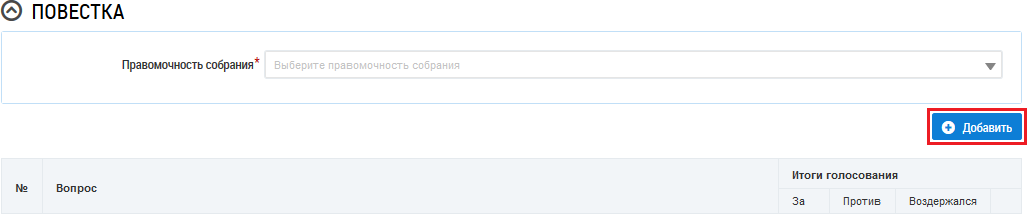 ПОВЕСТКА
Правомочность собрания* Выберите правомочность собрания
Добавить
№ Вопрос Итоги голосования
За Против Воздержался